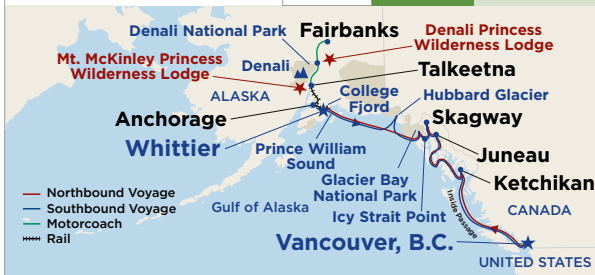 Denali National Park
Fairbanks
Denali Princess
Wilderness Lodge
Mt. McKinley Princess
Wilderness Lodge
Denali
Talkeetna
ALASKA
College
Fjord
Hubbard Glacier
Anchorage
Skagway
Whittier
Prince William
Sound
Juneau
Glacier Bay
National Park
Ketchikan
Northbound Voyage
Southbound Voyage
Motorcoach
Rail
Gulf of Alaska
Icy Strait Point
Inside Passage
CANADA
Vancouver, B.C.
UNITED STATES